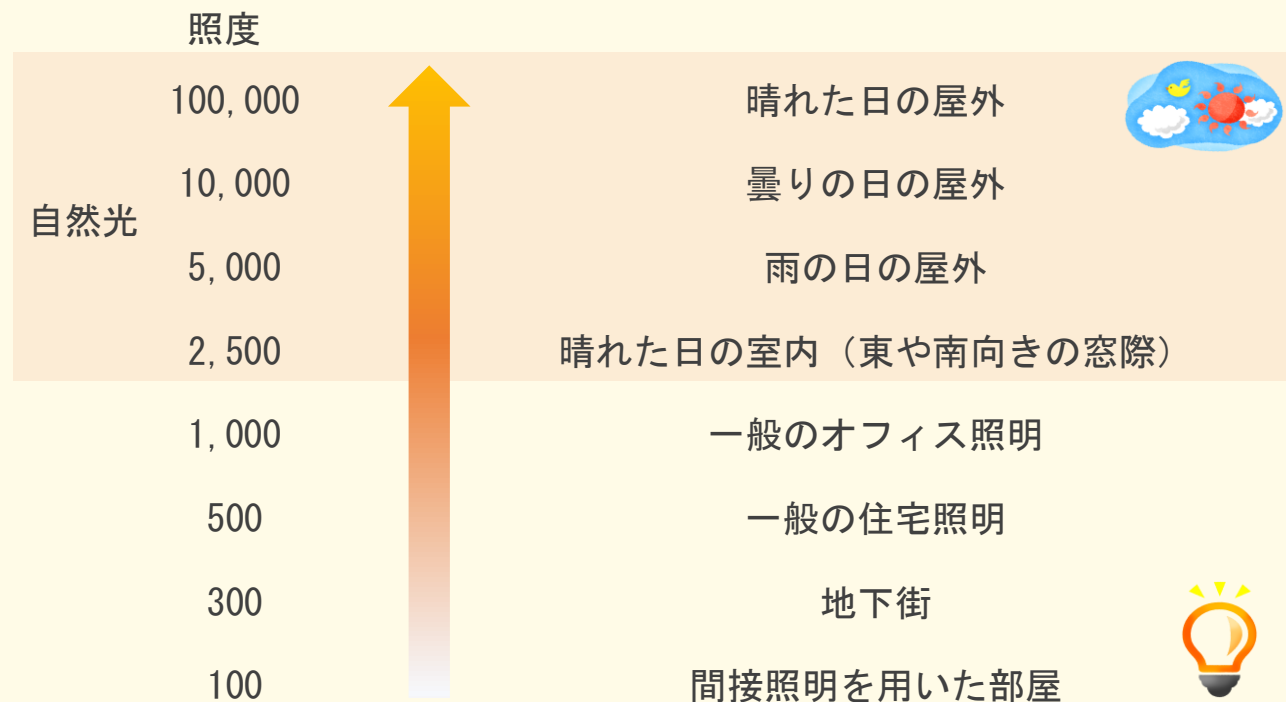 照度
100,000 晴れた日の屋外
10,000 曇りの日の屋外
自然光
5,000 雨の日の屋外
2,500 晴れた日の室内（東や南向きの窓際）
1,000 一般のオフィス照明
500 一般の住宅照明
300 地下街
100 間接照明を用いた部屋